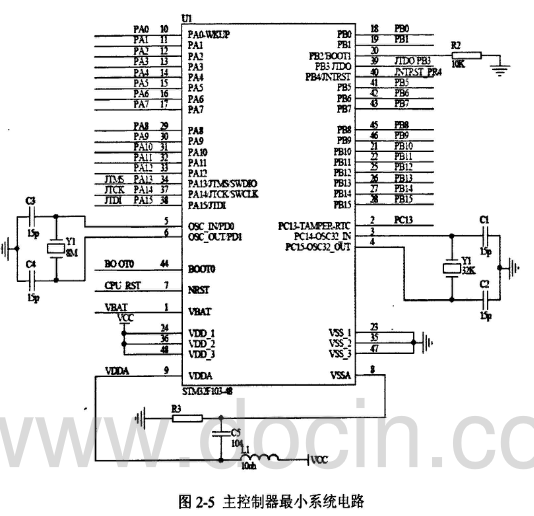 U1
PA0 10 PA0-WKUP
PA1 11 PA1
PA2 12 PA2
PA3 13 PA3
PA4 14 PA4
PA5 15 PA5
PA6 16 PA6
PA7 17 PA7
PA8 29 PA8
PA9 30 PA9
PA10 31 PA10
PA11 32 PA11
PA12 33 PA12
JTMS PA13 34 PA13/JTMS/SWDIO
JTCK PA14 37 PA14/JTCK SWCLK
JTDI PA15 38 PA15/JTDI
5 OSC_IN/PD0
6 OSC_OUT/PD1
BOOT0 44 BOOT0
CPU RST 7 NRST
VBAT 1 VBAT
VCC
24 VDD_1
36 VDD_2
48 VDD_3
VDDA 9 VDDA
C3
15p
Y1
8M
C4
15p
PB0 18 PB0
PB1 19 PB1
PB2/BOOT1 20
PB3 JTDO 39 JTDO PB3
PB4/JNTRST 40 JNTRST_PB4
PB5 41 PB5
PB6 42 PB6
PB7 43 PB7
PB8 45 PB8
PB9 46 PB9
PB10 21 PB10
PB11 22 PB11
PB12 25 PB12
PB13 26 PB13
PB14 27 PB14
PB15 28 PB15
PC13-TAMPER-RTC 2 PC13
PC14-OSC32_IN 3
PC15-OSC32_OUT 4
VSS_1 23
VSS_2 35
VSS_3 47
VSSA 8
R2
10K
C1
15p
Y1
32K
C2
15p
STM32F103-48
R3
C5
104
L1
10uh
VCC
www.docin.co
图 2-5 主控制器最小系统电路